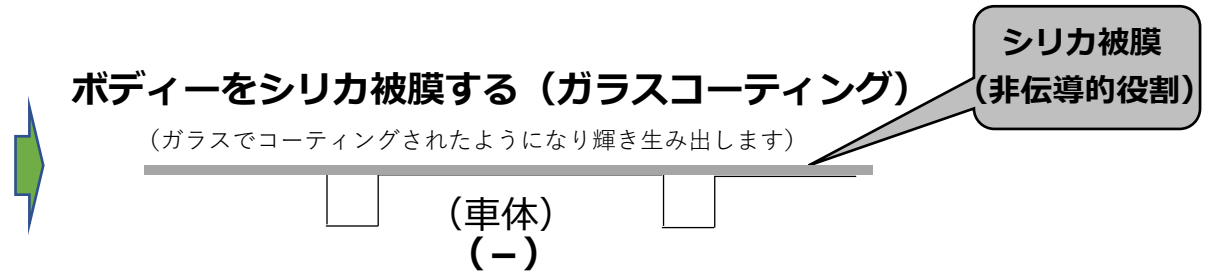 シリカ被膜
（非伝導的役割）
ボディーをシリカ被膜する（ガラスコーティング）
（ガラスでコーティングされたようになり輝き生み出します）
（車体）
（－）